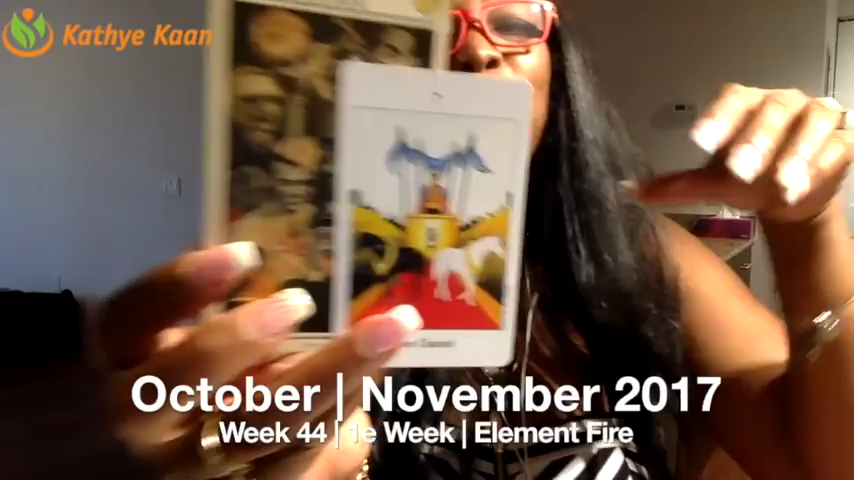 Kathye Kaan
October | November 2017
Week 44 | 1e Week | Element Fire